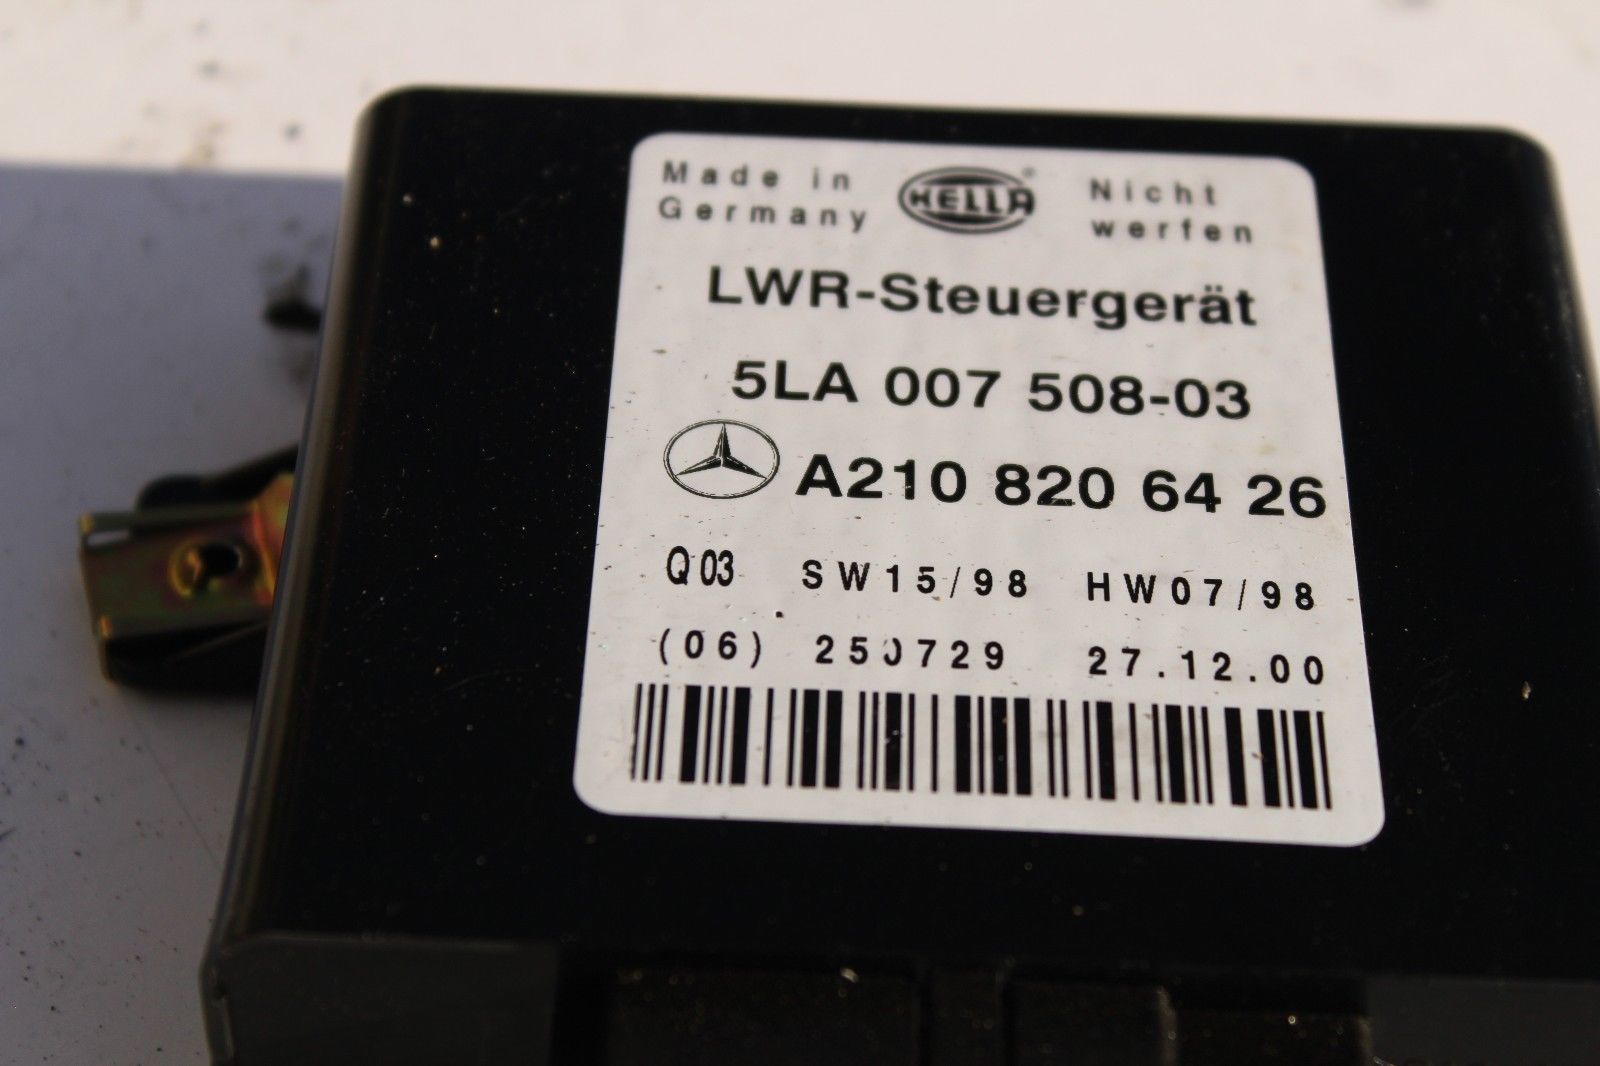 Made in
Germany
HELLA
®
Nicht
werfen
LWR-Steuergerät
5LA 007 508-03
A210 820 64 26
Q03 SW15/98 HW07/98
(06) 250729 27.12.00